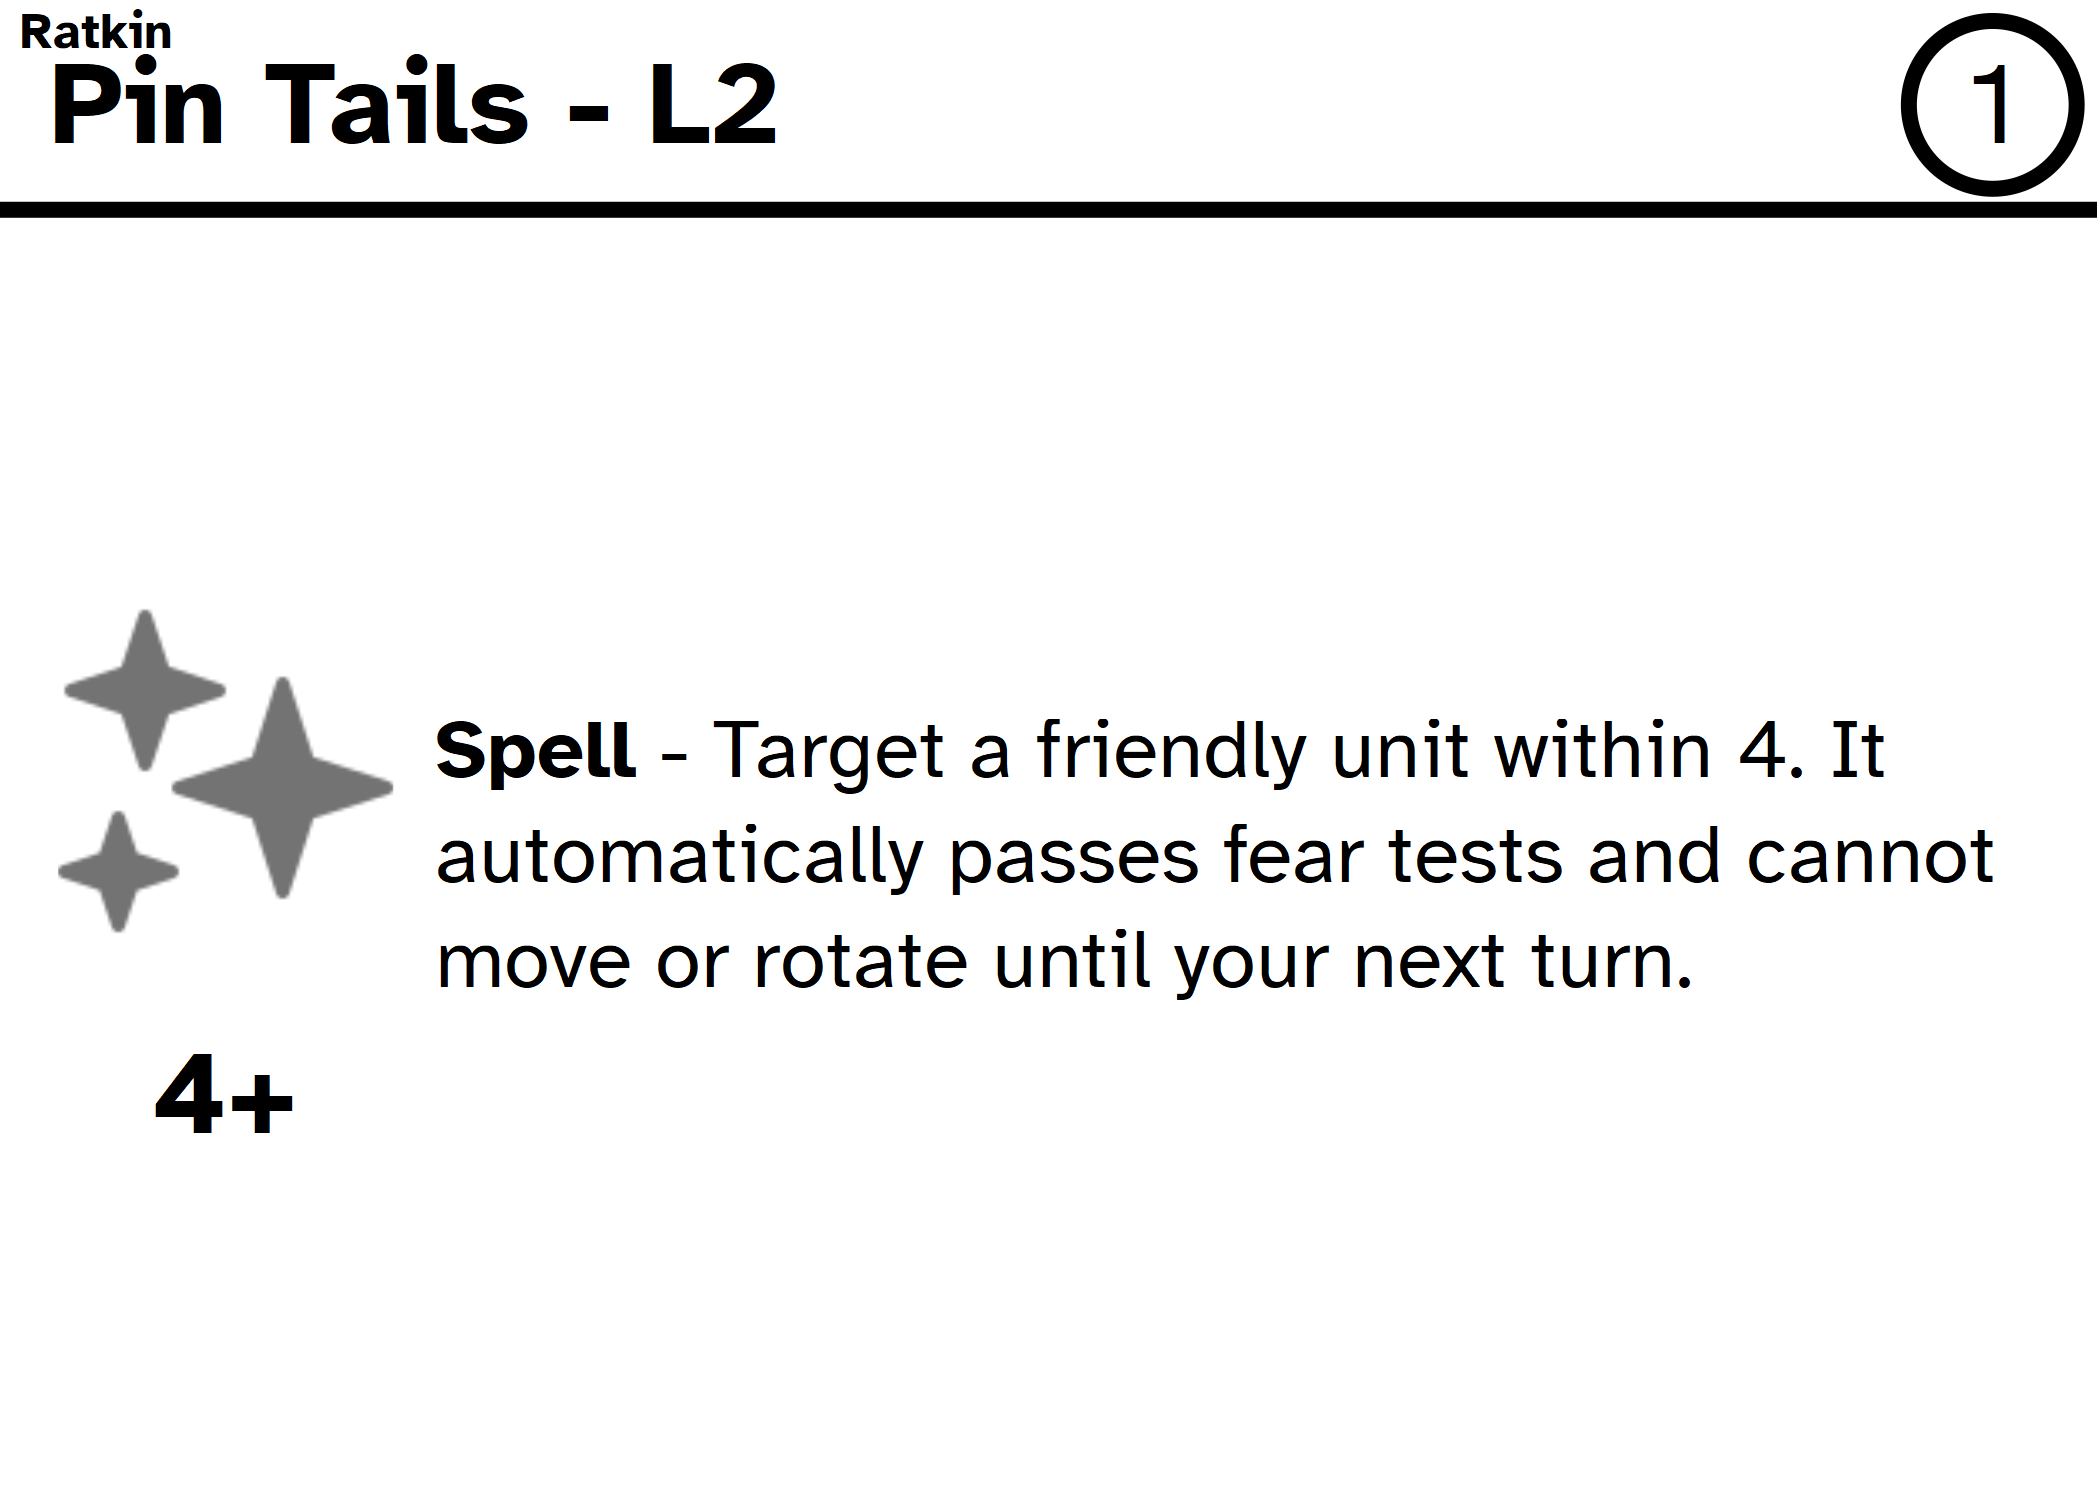 Ratkin
Pin Tails - L2
1
Spell - Target a friendly unit within 4. It
automatically passes fear tests and cannot
move or rotate until your next turn.
4+